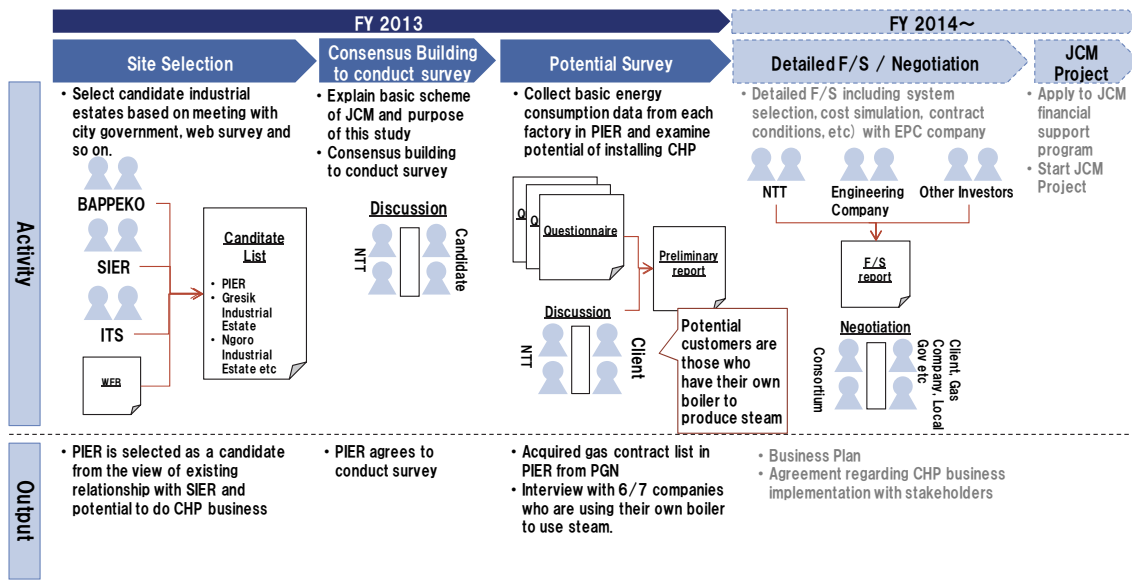 FY 2013
FY 2014～
Site Selection
Consensus Building
to conduct survey
Potential Survey
Detailed F/S / Negotiation
JCM
Project
Activity
• Select candidate industrial
estates based on meeting with
city government, web survey and
so on.
BAPPEKO
SIER
ITS
WEB
Canditate
List
• PIER
• Gresik
Industrial
Estate
• Ngoro
Industrial
Estate etc
• Explain basic scheme
of JCM and purpose
of this study
• Consensus building
to conduct survey
Discussion
NTT
Candidate
• Collect basic energy
consumption data from each
factory in PIER and examine
potential of installing CHP
Q
Q
Questionnaire
Preliminary
report
Discussion
NTT
Client
Potential
customers are
those who
have their own
boiler to
produce steam
• Detailed F/S including system
selection, cost simulation, contract
conditions, etc) with EPC company
NTT
Engineering
Company
Other Investors
F/S
report
Negotiation
Consortium
Client, Gas
Company, Local
Gov etc
• Apply to JCM
financial
support
program
• Start JCM
Project
Output
• PIER is selected as a candidate
from the view of existing
relationship with SIER and
potential to do CHP business
• PIER agrees to
conduct survey
• Acquired gas contract list in
PIER from PGN
• Interview with 6/7 companies
who are using their own boiler
to use steam.
• Business Plan
• Agreement regarding CHP business
implementation with stakeholders